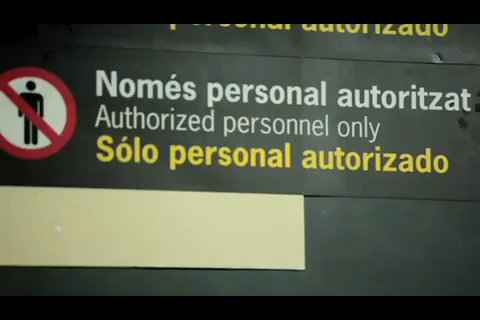 personal autorizado
Només personal autoritzat
Authorized personnel only
Sólo personal autorizado